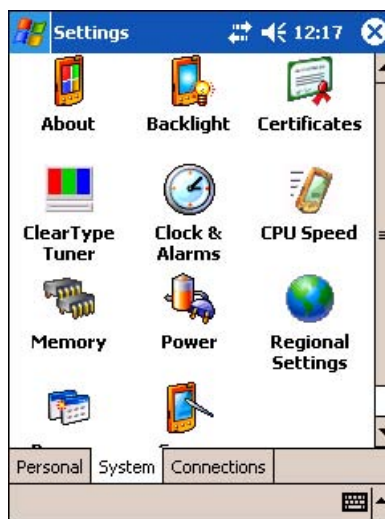 Settings 12:17
About Backlight Certificates
ClearType Tuner
Clock & Alarms
CPU Speed
Memory Power Regional Settings
Personal System Connections